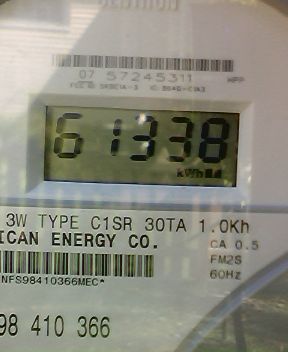 CENTRON
07 57245311
61338
kWh
3W TYPE C1SR 30TA 1.0Kh
ICAN ENERGY CO.
CA 0.5
FM2S
60Hz
NFS98410366MEC*
98 410 366